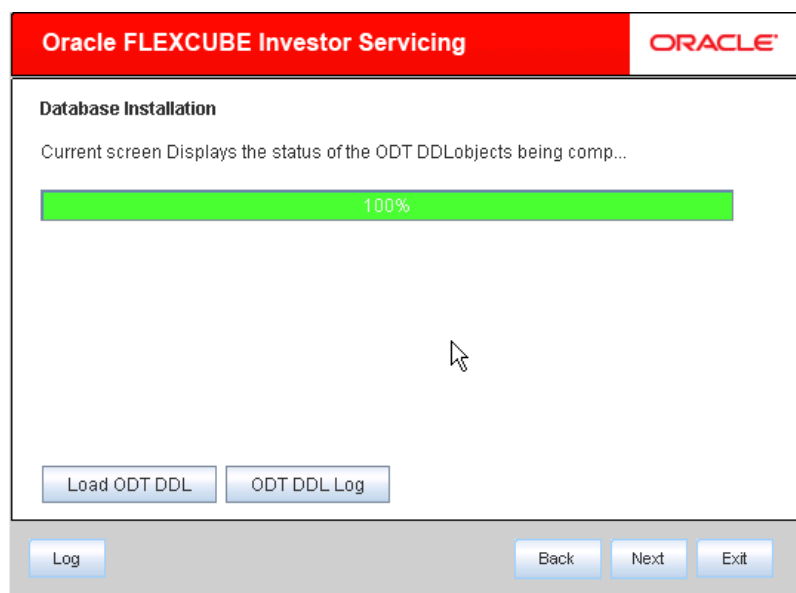 Oracle FLEXCUBE Investor Servicing
ORACLE
Database Installation
Current screen Displays the status of the ODT DDLobjects being comp...
100%
Load ODT DDL
ODT DDL Log
Log
Back
Next
Exit